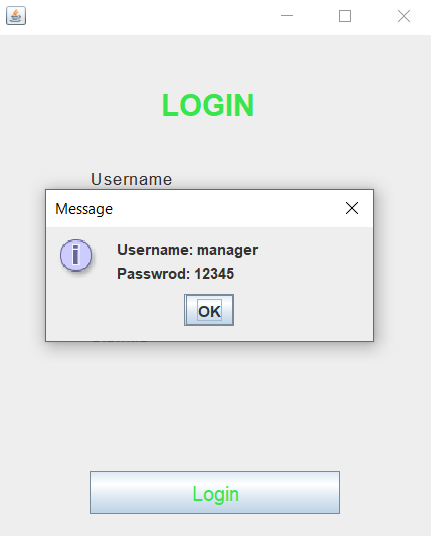 LOGIN
Username
Message
Username: manager
Passwrod: 12345
OK
Login